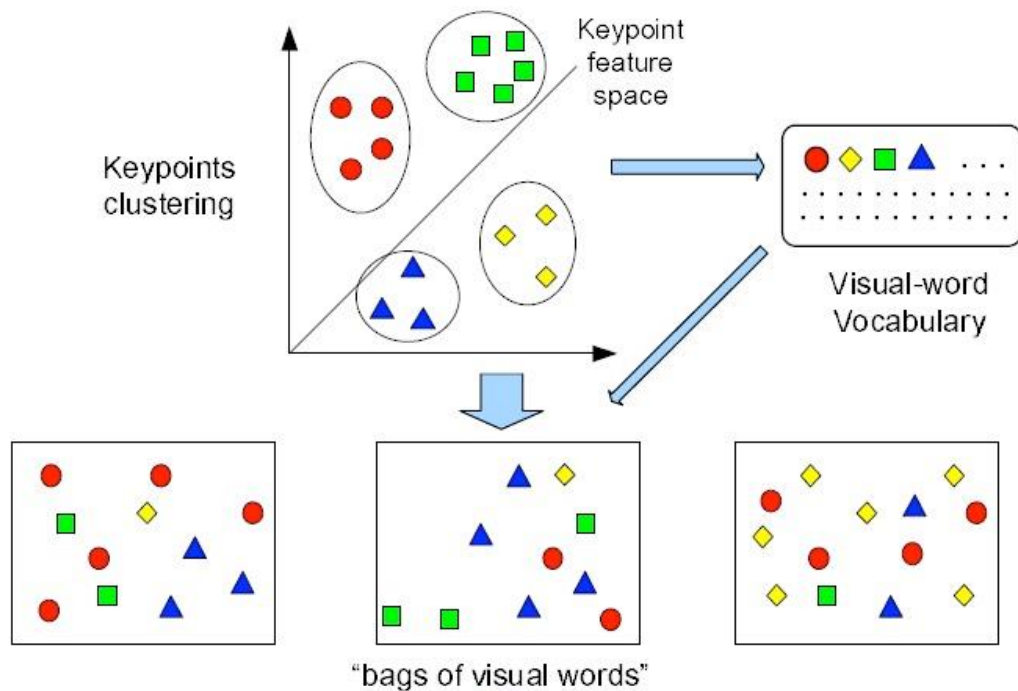 Keypoint
feature
space
Keypoints
clustering
Visual-word
Vocabulary
“bags of visual words”